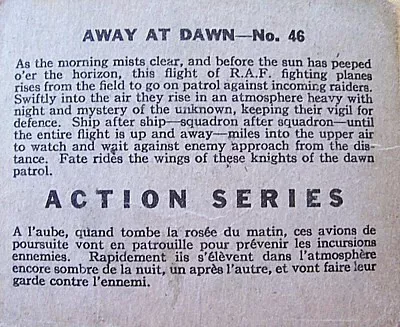 AWAY AT DAWN—No. 46
As the morning mists clear, and before the sun has peeped
o'er the horizon, this flight of R.A.F. fighting planes
rises from the field to go on patrol against incoming raiders.
Swiftly into the air they rise in an atmosphere heavy with
night and mystery of the unknown, keeping their vigil for
defence. Ship after ship—squadron after squadron—until
the entire flight is up and away—miles into the upper air
to watch and wait against enemy approach from the dis-
tance. Fate rides the wings of these knights of the dawn
patrol.
ACTION SERIES
A l'aube, quand tombe la rosée du matin, ces avions de
poursuite vont en patrouille pour prévenir les incursions
ennemies. Rapidement ils s'élèvent dans l'atmosphère
encore sombre de la nuit, un après l'autre, et vont faire leur
garde contre l'ennemi.